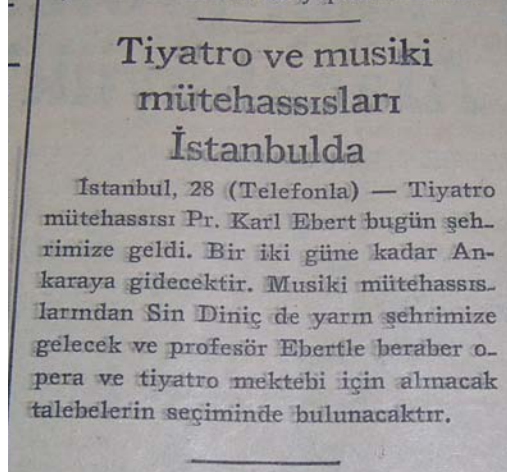 Tiyatro ve musiki
mütehassısları
İstanbulda
İstanbul, 28 (Telefonla) — Tiyatro
mütehassısı Pr. Karl Ebert bugün şeh-
rimize geldi. Bir iki güne kadar An-
karaya gidecektir. Musiki mütehassıs-
larından Sin Diniç de yarın şehrimize
gelecek ve profesör Ebertle beraber o-
pera ve tiyatro mektebi için alınacak
talebelerin seçiminde bulunacaktır.